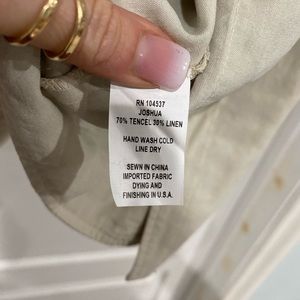 RN 104537
JOSHUA
70% TENCEL 30% LINEN
HAND WASH COLD
LINE DRY
SEWN IN CHINA
IMPORTED FABRIC
DYING AND
FINISHING IN U.S.A.